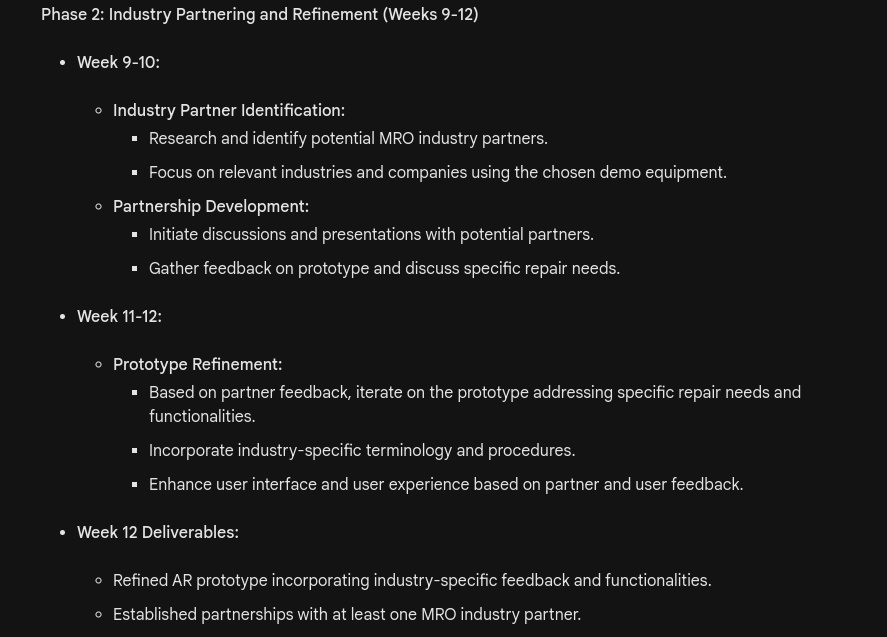 Phase 2: Industry Partnering and Refinement (Weeks 9-12)
• Week 9-10:
○ Industry Partner Identification:
▪ Research and identify potential MRO industry partners.
▪ Focus on relevant industries and companies using the chosen demo equipment.
○ Partnership Development:
▪ Initiate discussions and presentations with potential partners.
▪ Gather feedback on prototype and discuss specific repair needs.
• Week 11-12:
○ Prototype Refinement:
▪ Based on partner feedback, iterate on the prototype addressing specific repair needs and
functionalities.
▪ Incorporate industry-specific terminology and procedures.
▪ Enhance user interface and user experience based on partner and user feedback.
• Week 12 Deliverables:
○ Refined AR prototype incorporating industry-specific feedback and functionalities.
○ Established partnerships with at least one MRO industry partner.